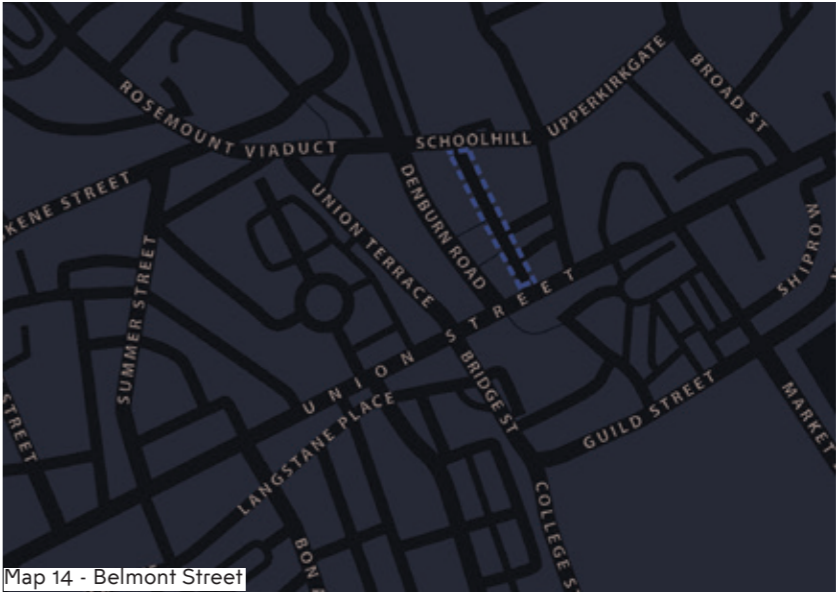 ROSEMOUNT VIADUCT
SCHOOLHILL
UPPERKIRKGATE
BROAD ST
KENE STREET
DENBURN ROAD
UNION TERRACE
SUMMER STREET
SHIPROW
UNION STREET
BRIDGE ST
LANGSTANE PLACE
GUILD STREET
MARKET
STREET
COLLEGE ST
BON
Map 14 - Belmont Street